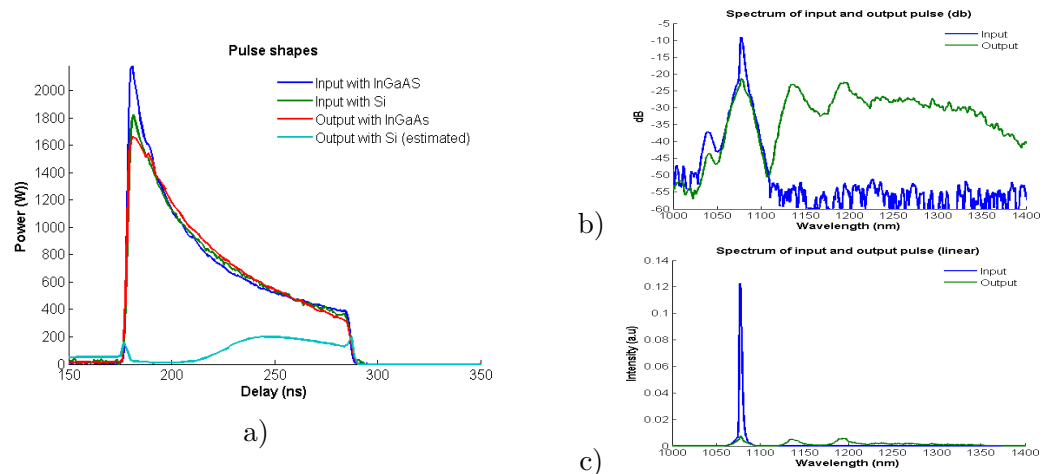 Pulse shapes
Input with InGaAS
Input with Si
Output with InGaAs
Output with Si (estimated)
Power (W))
2000
1800
1600
1400
1200
1000
800
600
400
200
0
150
200
250
300
350
Delay (ns)
a)
Spectrum of input and output pulse (db)
Input
Output
dB
-5
-10
-15
-20
-25
-30
-35
-40
-45
-50
-55
-60
1000
1050
1100
1150
1200
1250
1300
1350
1400
Wavelength (nm)
b)
Spectrum of input and output pulse (linear)
Input
Output
Intensity (a.u)
0.14
0.12
0.1
0.08
0.06
0.04
0.02
0
1000
1050
1100
1150
1200
1250
1300
1350
1400
Wavelength (nm)
c)